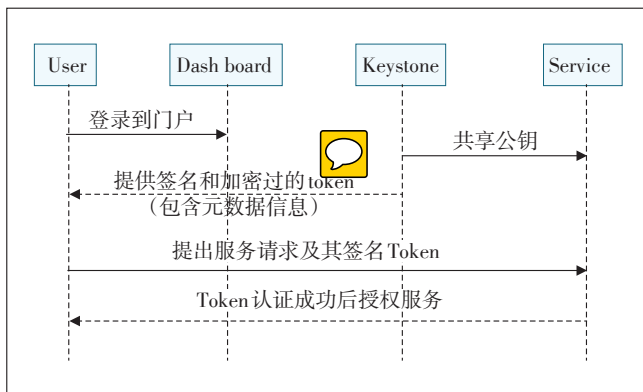 User
Dash board
Keystone
Service
登录到门户
共享公钥
提供签名和加密过的token
（包含元数据信息）
提出服务请求及其签名Token
Token认证成功后授权服务